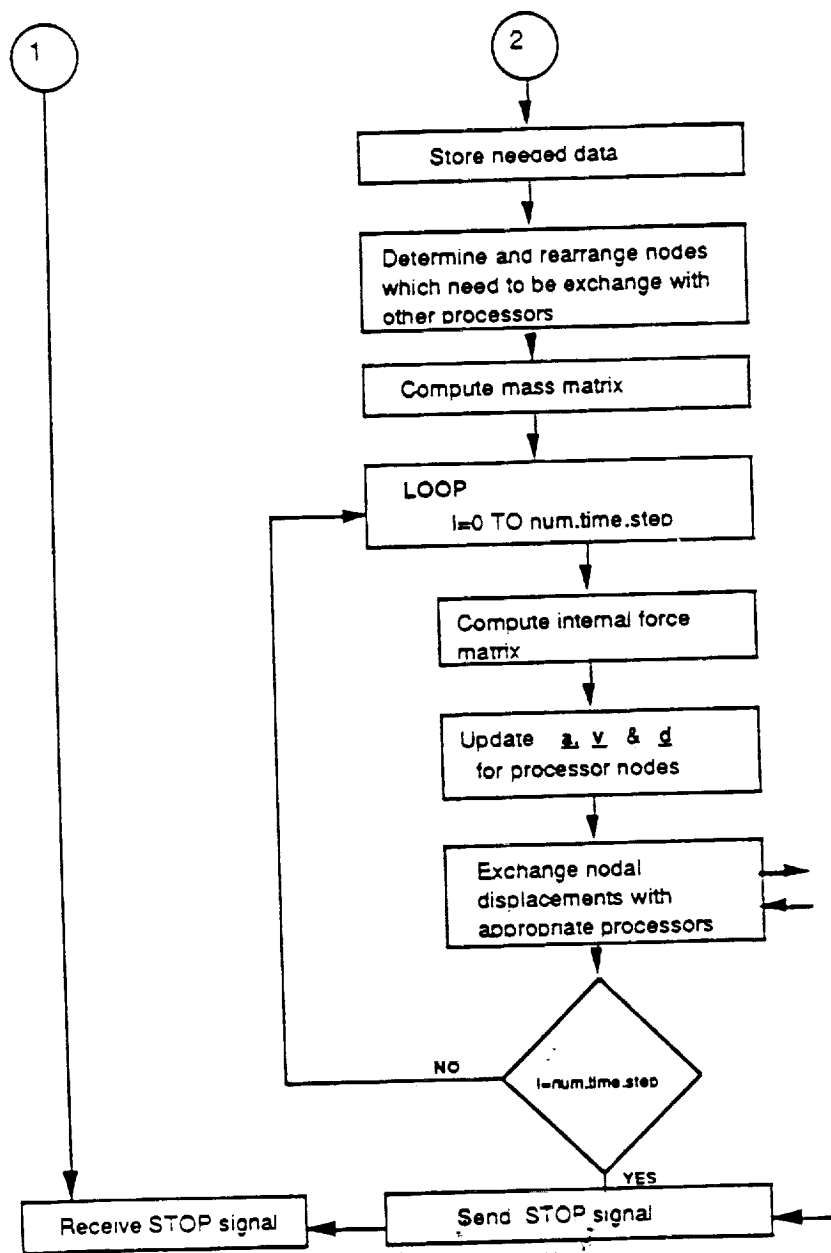 1
2
Store needed data
Determine and rearrange nodes
which need to be exchange with
other processors
Compute mass matrix
LOOP
I=0 TO num.time.step
Compute internal force
matrix
Update a, v & d
for processor nodes
Exchange nodal
displacements with
appropriate processors
NO
I=num.time.step
YES
Receive STOP signal
Send STOP signal